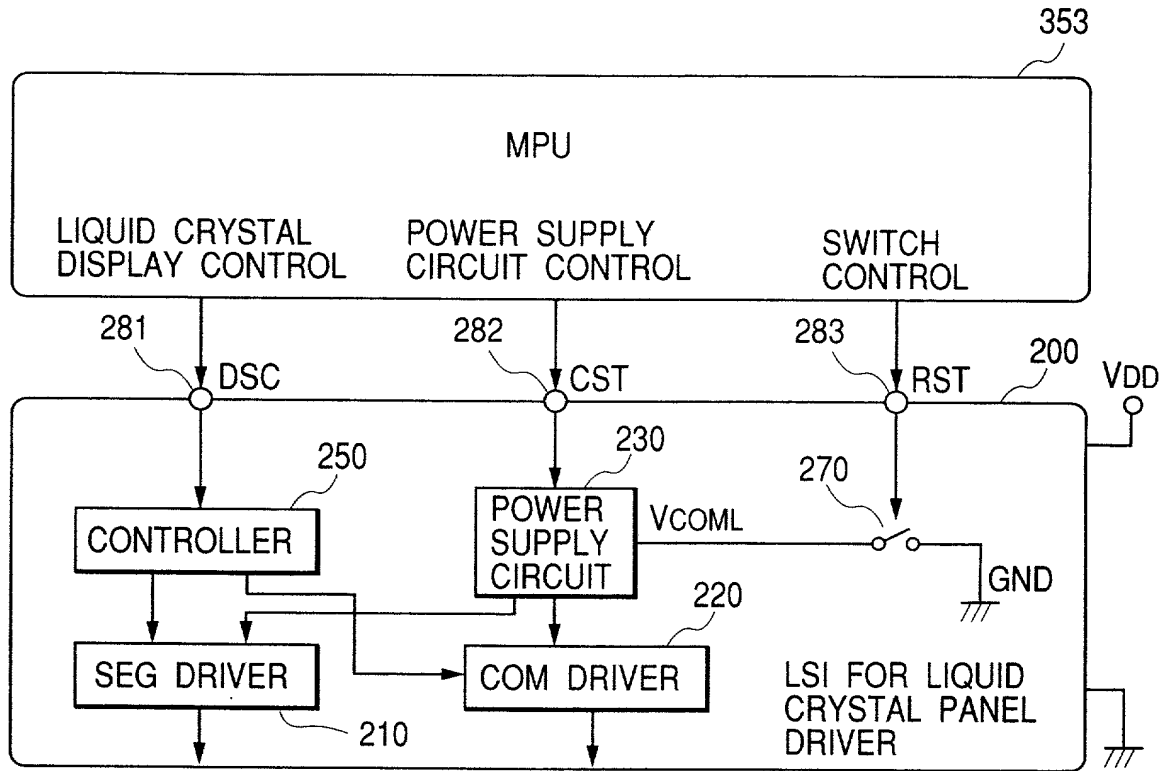 353
MPU
LIQUID CRYSTAL
DISPLAY CONTROL
POWER SUPPLY
CIRCUIT CONTROL
SWITCH
CONTROL
281
DSC
282
CST
283
RST
200
VDD
250
CONTROLLER
230
POWER
SUPPLY
CIRCUIT
VCOML
270
GND
220
SEG DRIVER
COM DRIVER
210
LSI FOR LIQUID
CRYSTAL PANEL
DRIVER